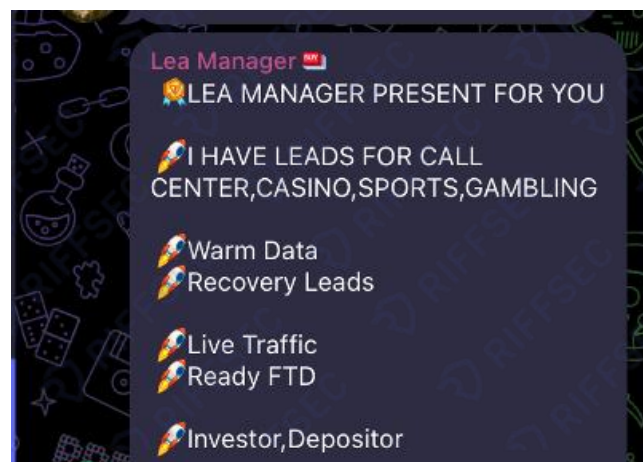 Lea Manager
LEA MANAGER PRESENT FOR YOU
I HAVE LEADS FOR CALL
CENTER,CASINO,SPORTS,GAMBLING
Warm Data
Recovery Leads
Live Traffic
Ready FTD
Investor,Depositor
RIFFSEC